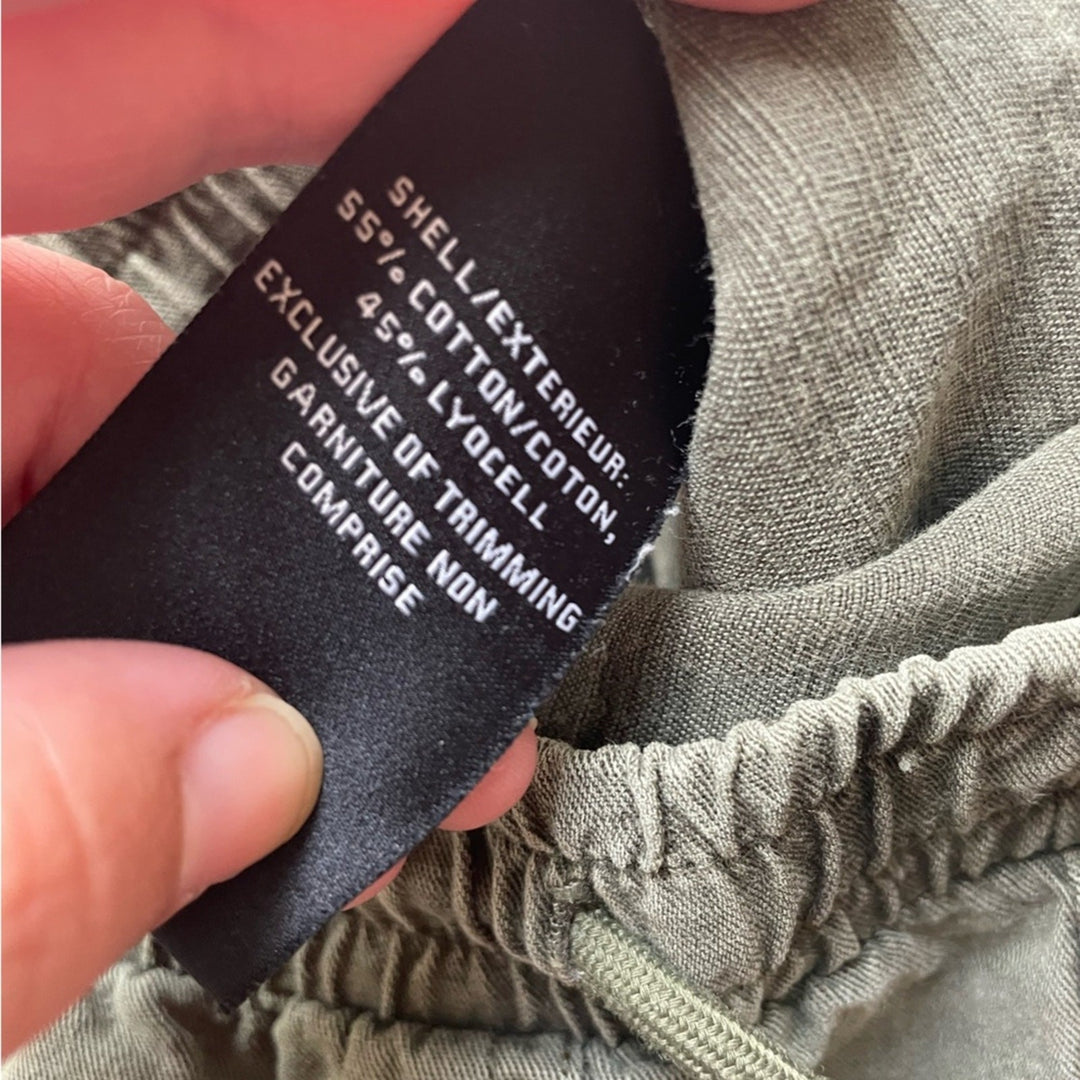 SHELL/EXTERIEUR:
55% COTTON/COTON,
45% LYOCELL
EXCLUSIVE OF TRIMMING
GARNITURE NON
COMPRISE